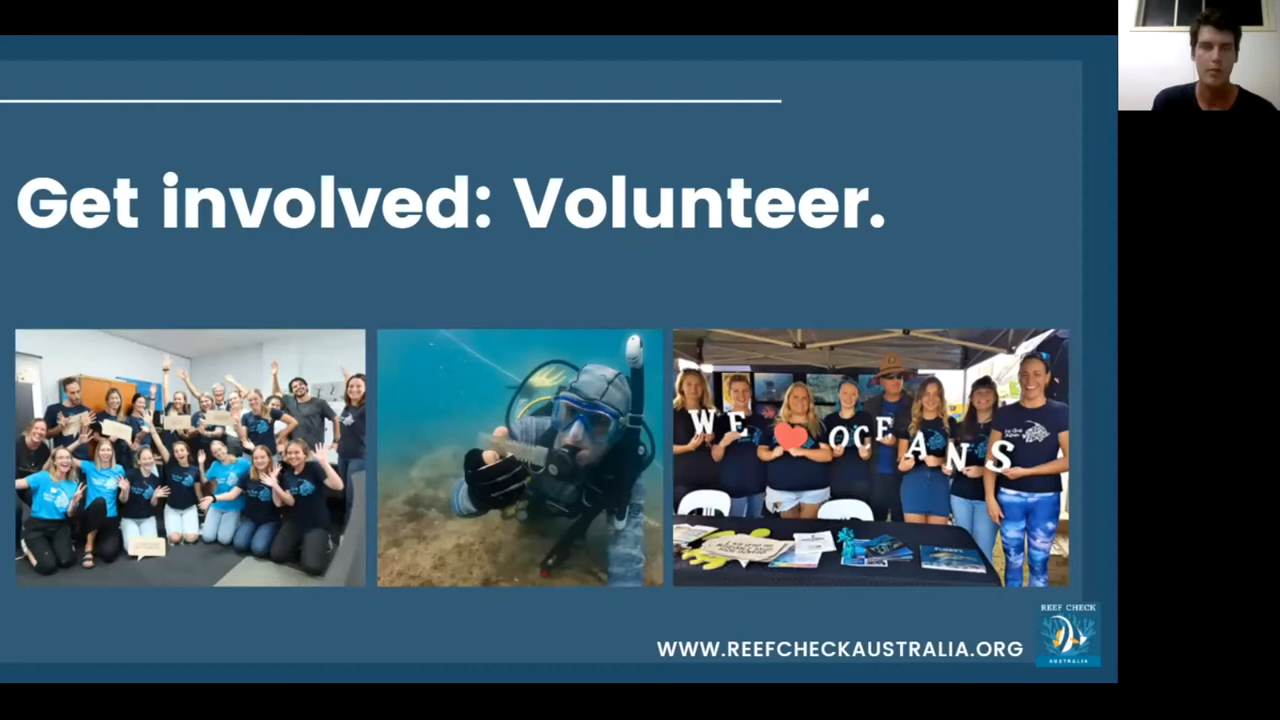 Get involved: Volunteer.
WE OCEANS
WWW.REEFCHECKAUSTRALIA.ORG
REEF CHECK
AUSTRALIA